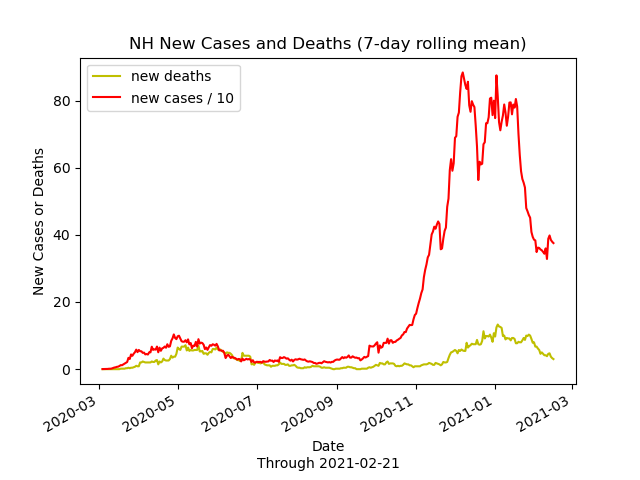 NH New Cases and Deaths (7-day rolling mean)
new deaths
new cases / 10
New Cases or Deaths
80
60
40
20
0
2020-03
2020-05
2020-07
2020-09
2020-11
2021-01
2021-03
Date
Through 2021-02-21